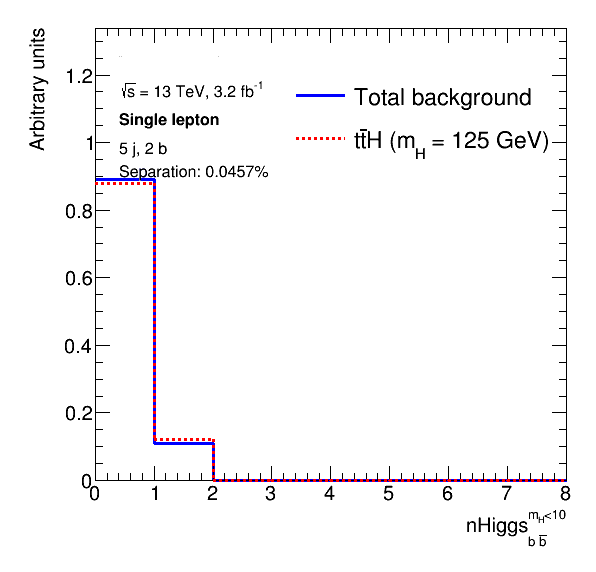 Arbitrary units
1.2
1
0.8
0.6
0.4
0.2
0
√s = 13 TeV, 3.2 fb⁻¹
Single lepton
5 j, 2 b
Separation: 0.0457%
Total background
tt̄H (m_H = 125 GeV)
0 1 2 3 4 5 6 7 8
nHiggs^{m_H<10}_{b b̄}